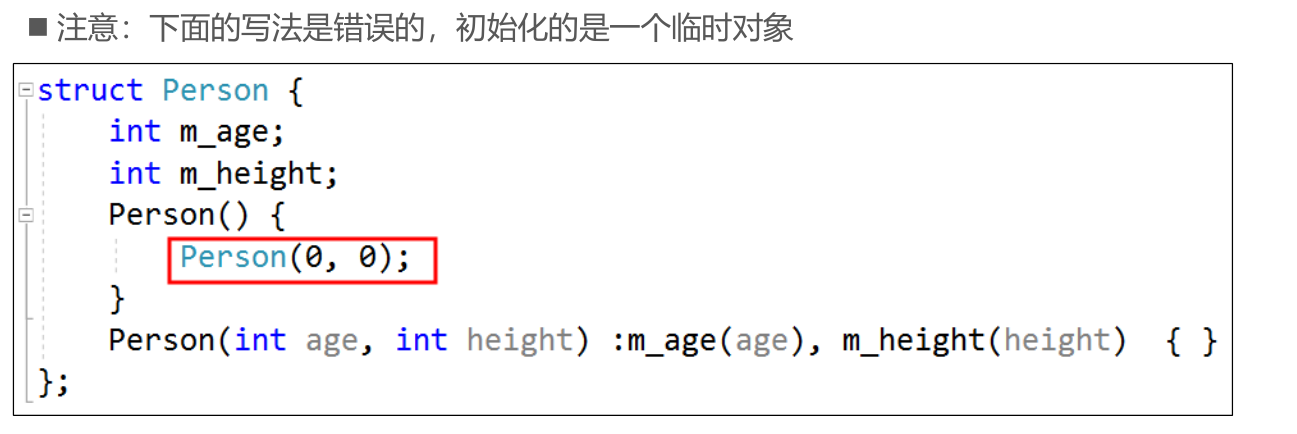 ■ 注意：下面的写法是错误的，初始化的是一个临时对象
struct Person {
    int m_age;
    int m_height;
    Person() {
        Person(0, 0);
    }
    Person(int age, int height) :m_age(age), m_height(height)  { }
};